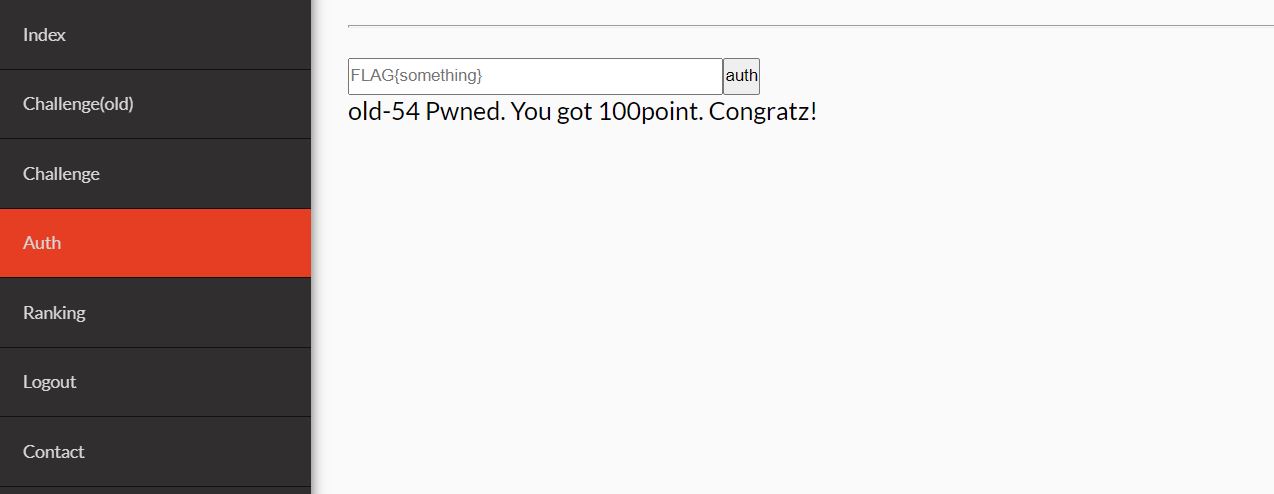 Index
Challenge(old)
Challenge
Auth
Ranking
Logout
Contact
FLAG{something} auth
old-54 Pwned. You got 100point. Congratz!